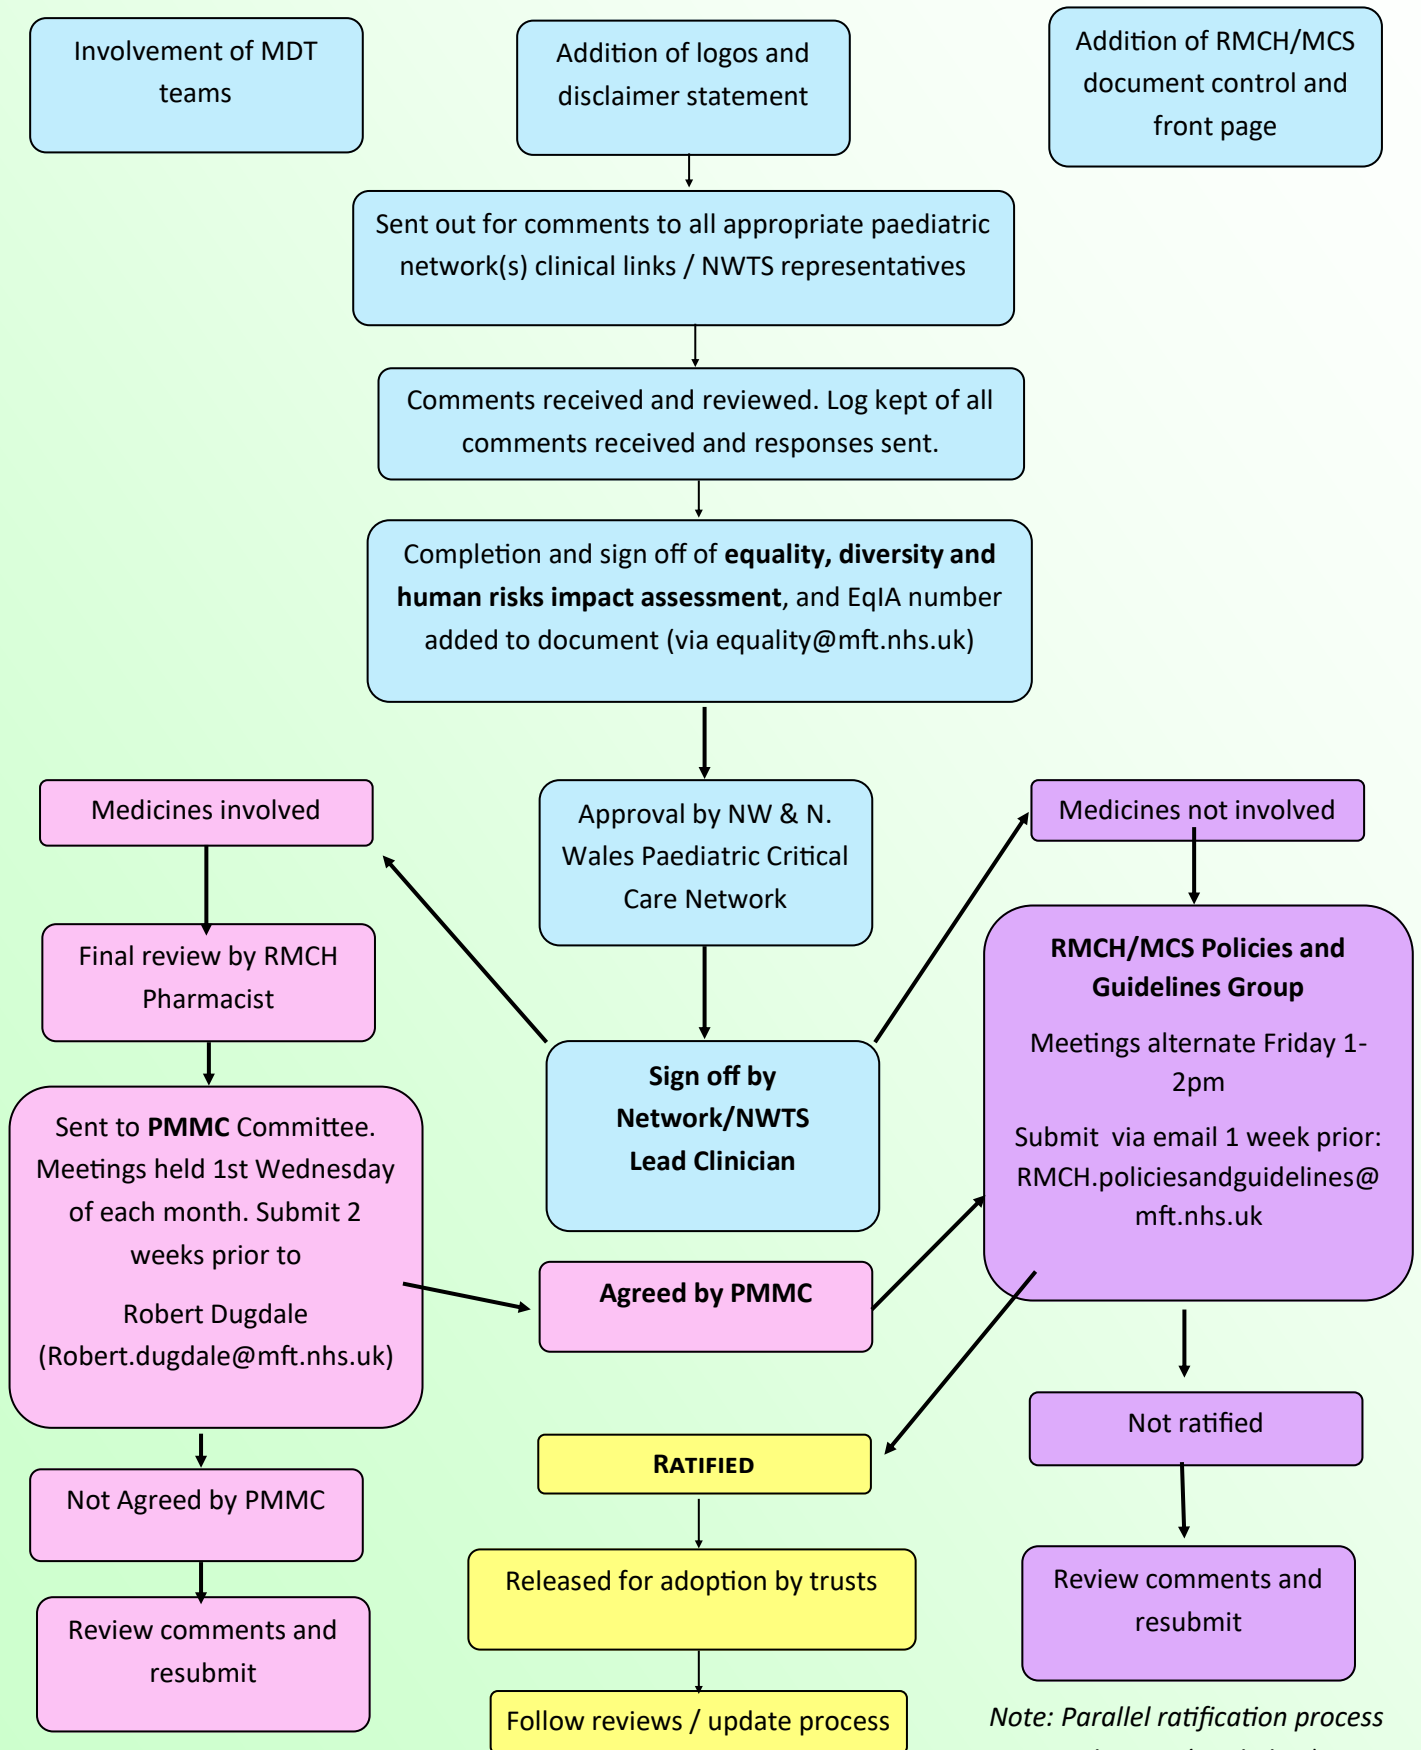 Involvement of MDT
teams
Addition of logos and
disclaimer statement
Addition of RMCH/MCS
document control and
front page
Sent out for comments to all appropriate paediatric
network(s) clinical links / NWTS representatives
Comments received and reviewed. Log kept of all
comments received and responses sent.
Completion and sign off of equality, diversity and
human risks impact assessment, and EqIA number
added to document (via equality@mft.nhs.uk)
Medicines involved
Approval by NW & N.
Wales Paediatric Critical
Care Network
Medicines not involved
Final review by RMCH
Pharmacist
RMCH/MCS Policies and
Guidelines Group
Meetings alternate Friday 1-
2pm
Submit via email 1 week prior:
RMCH.policiesandguidelines@
mft.nhs.uk
Sign off by
Network/NWTS
Lead Clinician
Sent to PMMC Committee.
Meetings held 1st Wednesday
of each month. Submit 2
weeks prior to
Robert Dugdale
(Robert.dugdale@mft.nhs.uk)
Agreed by PMMC
Not ratified
RATIFIED
Not Agreed by PMMC
Released for adoption by trusts
Review comments and
resubmit
Review comments and
resubmit
Follow reviews / update process
Note: Parallel ratification process